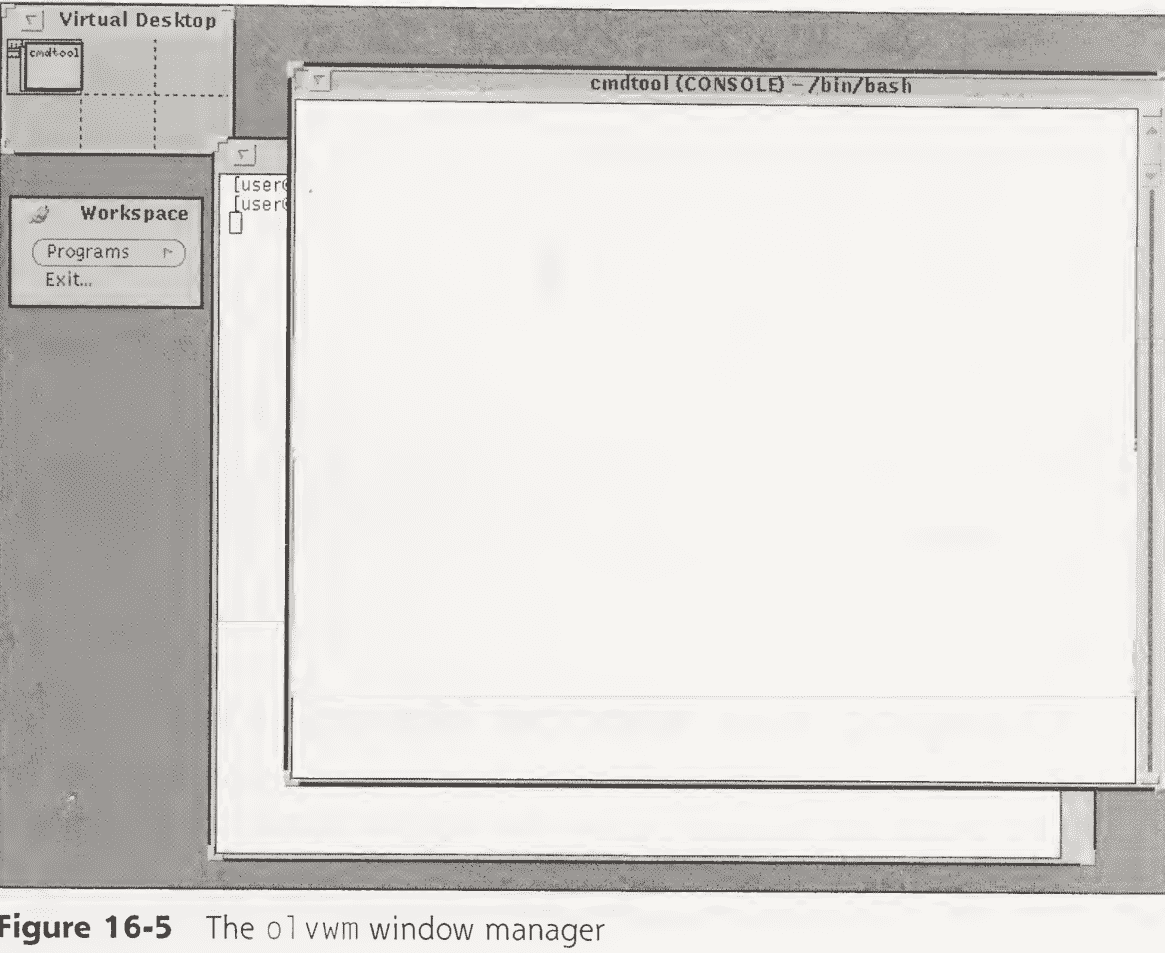 Virtual Desktop
cmdtool
cmdtool (CONSOLE) - /bin/bash
[user@
[user@
Workspace
Programs
Exit...
Figure 16-5 The olvwm window manager